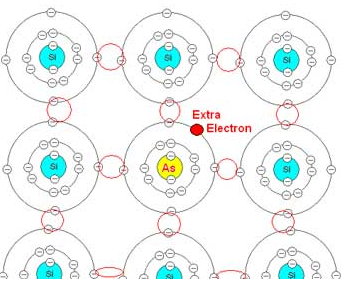 Si Si Si
Extra
Electron
Si As Si
Si Si Si